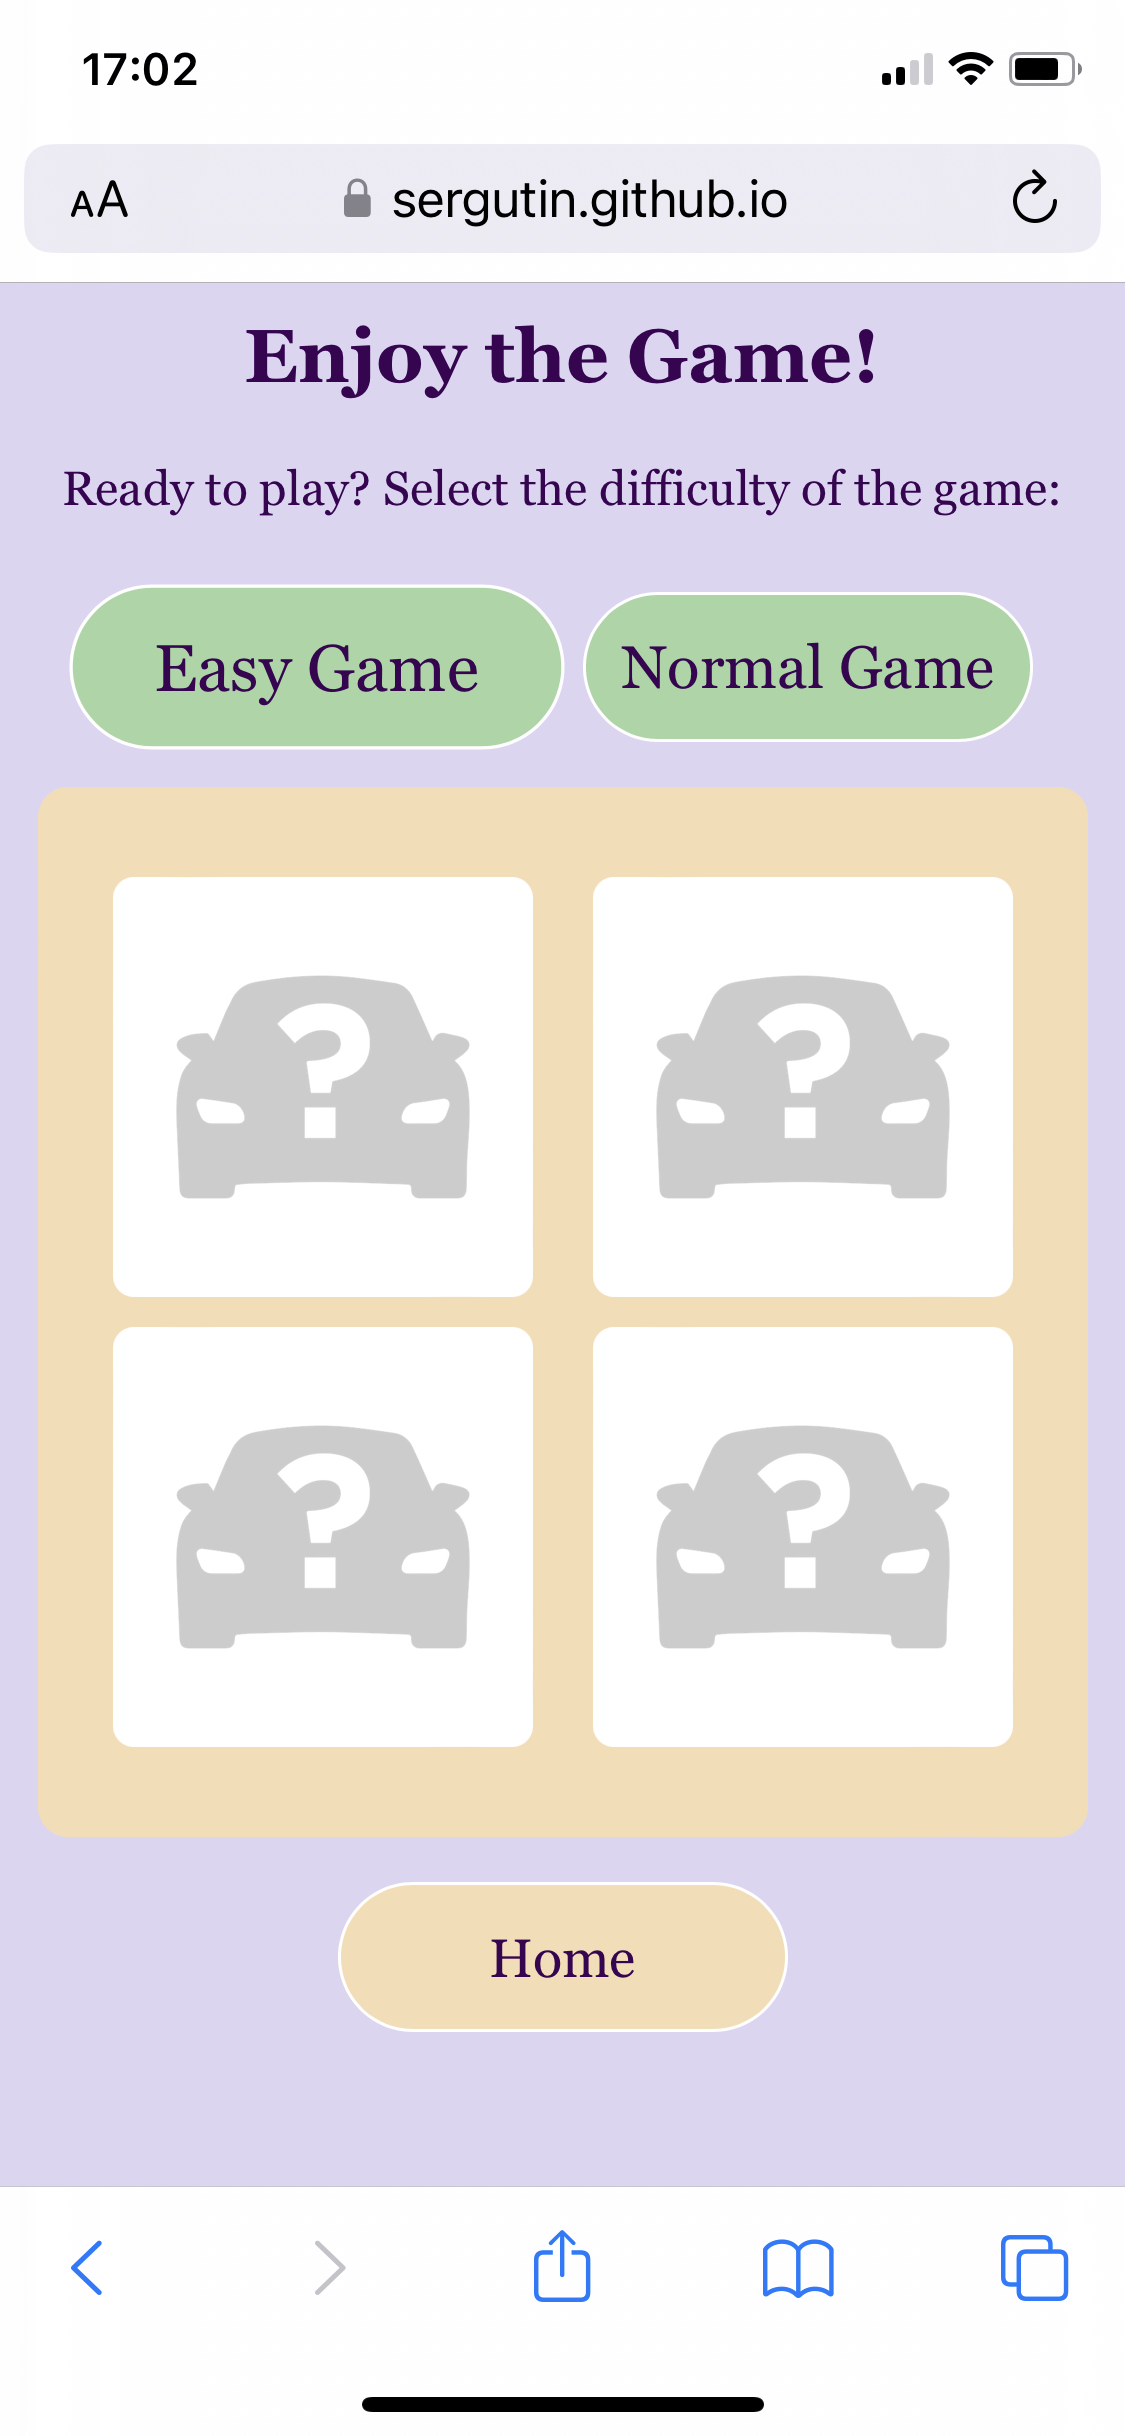 17:02
AA sergutin.github.io
Enjoy the Game!
Ready to play? Select the difficulty of the game:
Easy Game Normal Game
? ?
? ?
Home